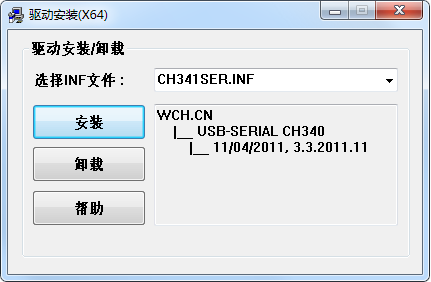 驱动安装(X64)
驱动安装/卸载
选择INF文件：
CH341SER.INF
安装
WCH.CN
|__ USB-SERIAL CH340
|__ 11/04/2011, 3.3.2011.11
卸载
帮助